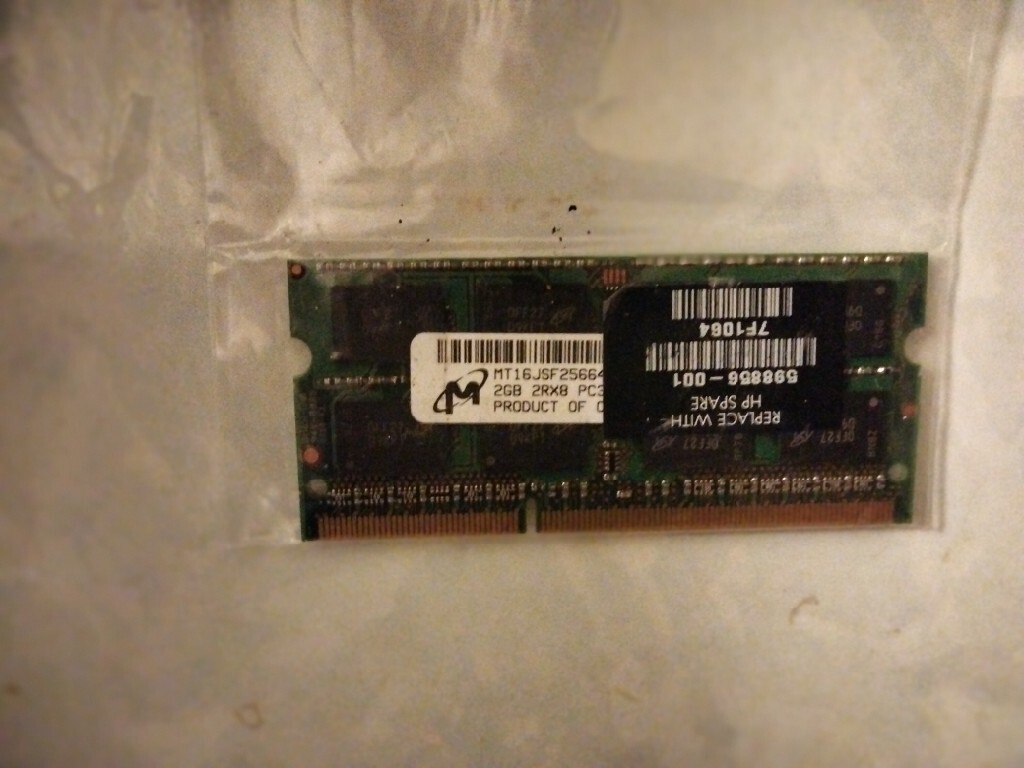 MT16JSF25664
2GB 2RX8 PC3
PRODUCT OF
REPLACE WITH
HP SPARE
598856-001
7F1064